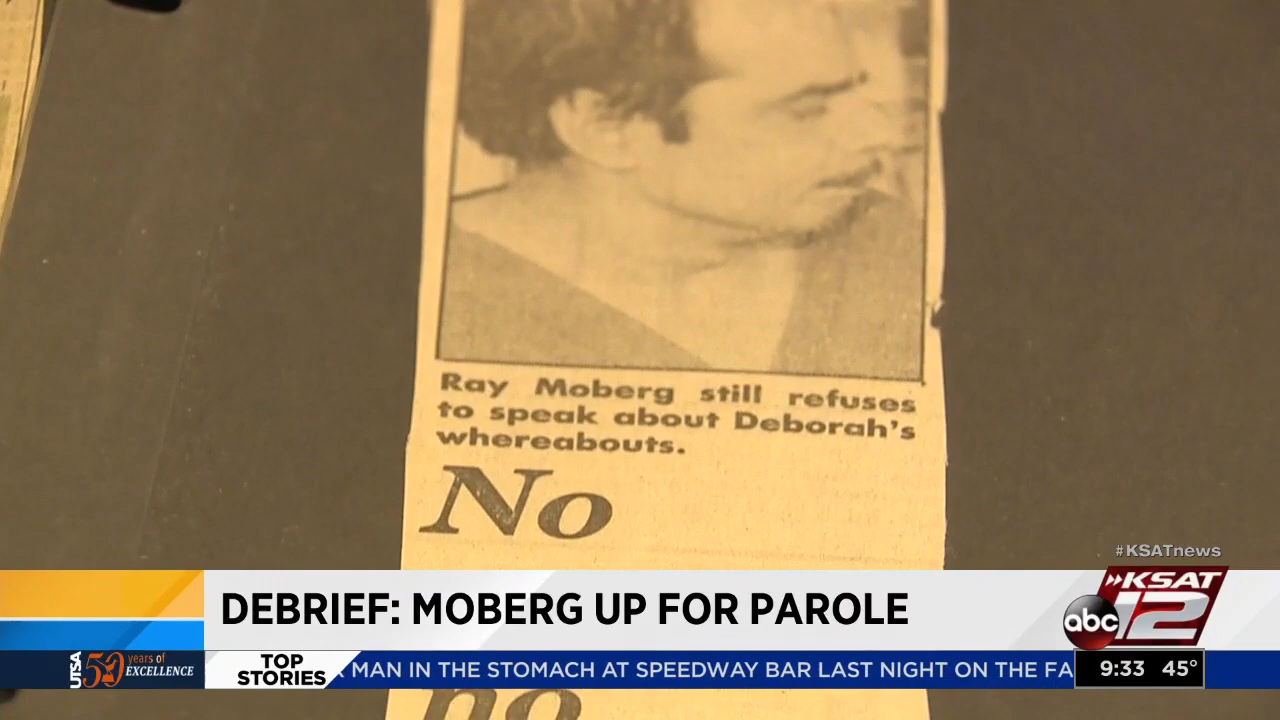 Ray Moberg still refuses
to speak about Deborah's
whereabouts.
No
#KSATnews
KSAT
abc 12
DEBRIEF: MOBERG UP FOR PAROLE
UTSA 50 years of EXCELLENCE
TOP
STORIES
MAN IN THE STOMACH AT SPEEDWAY BAR LAST NIGHT ON THE FA
9:33 45°
no